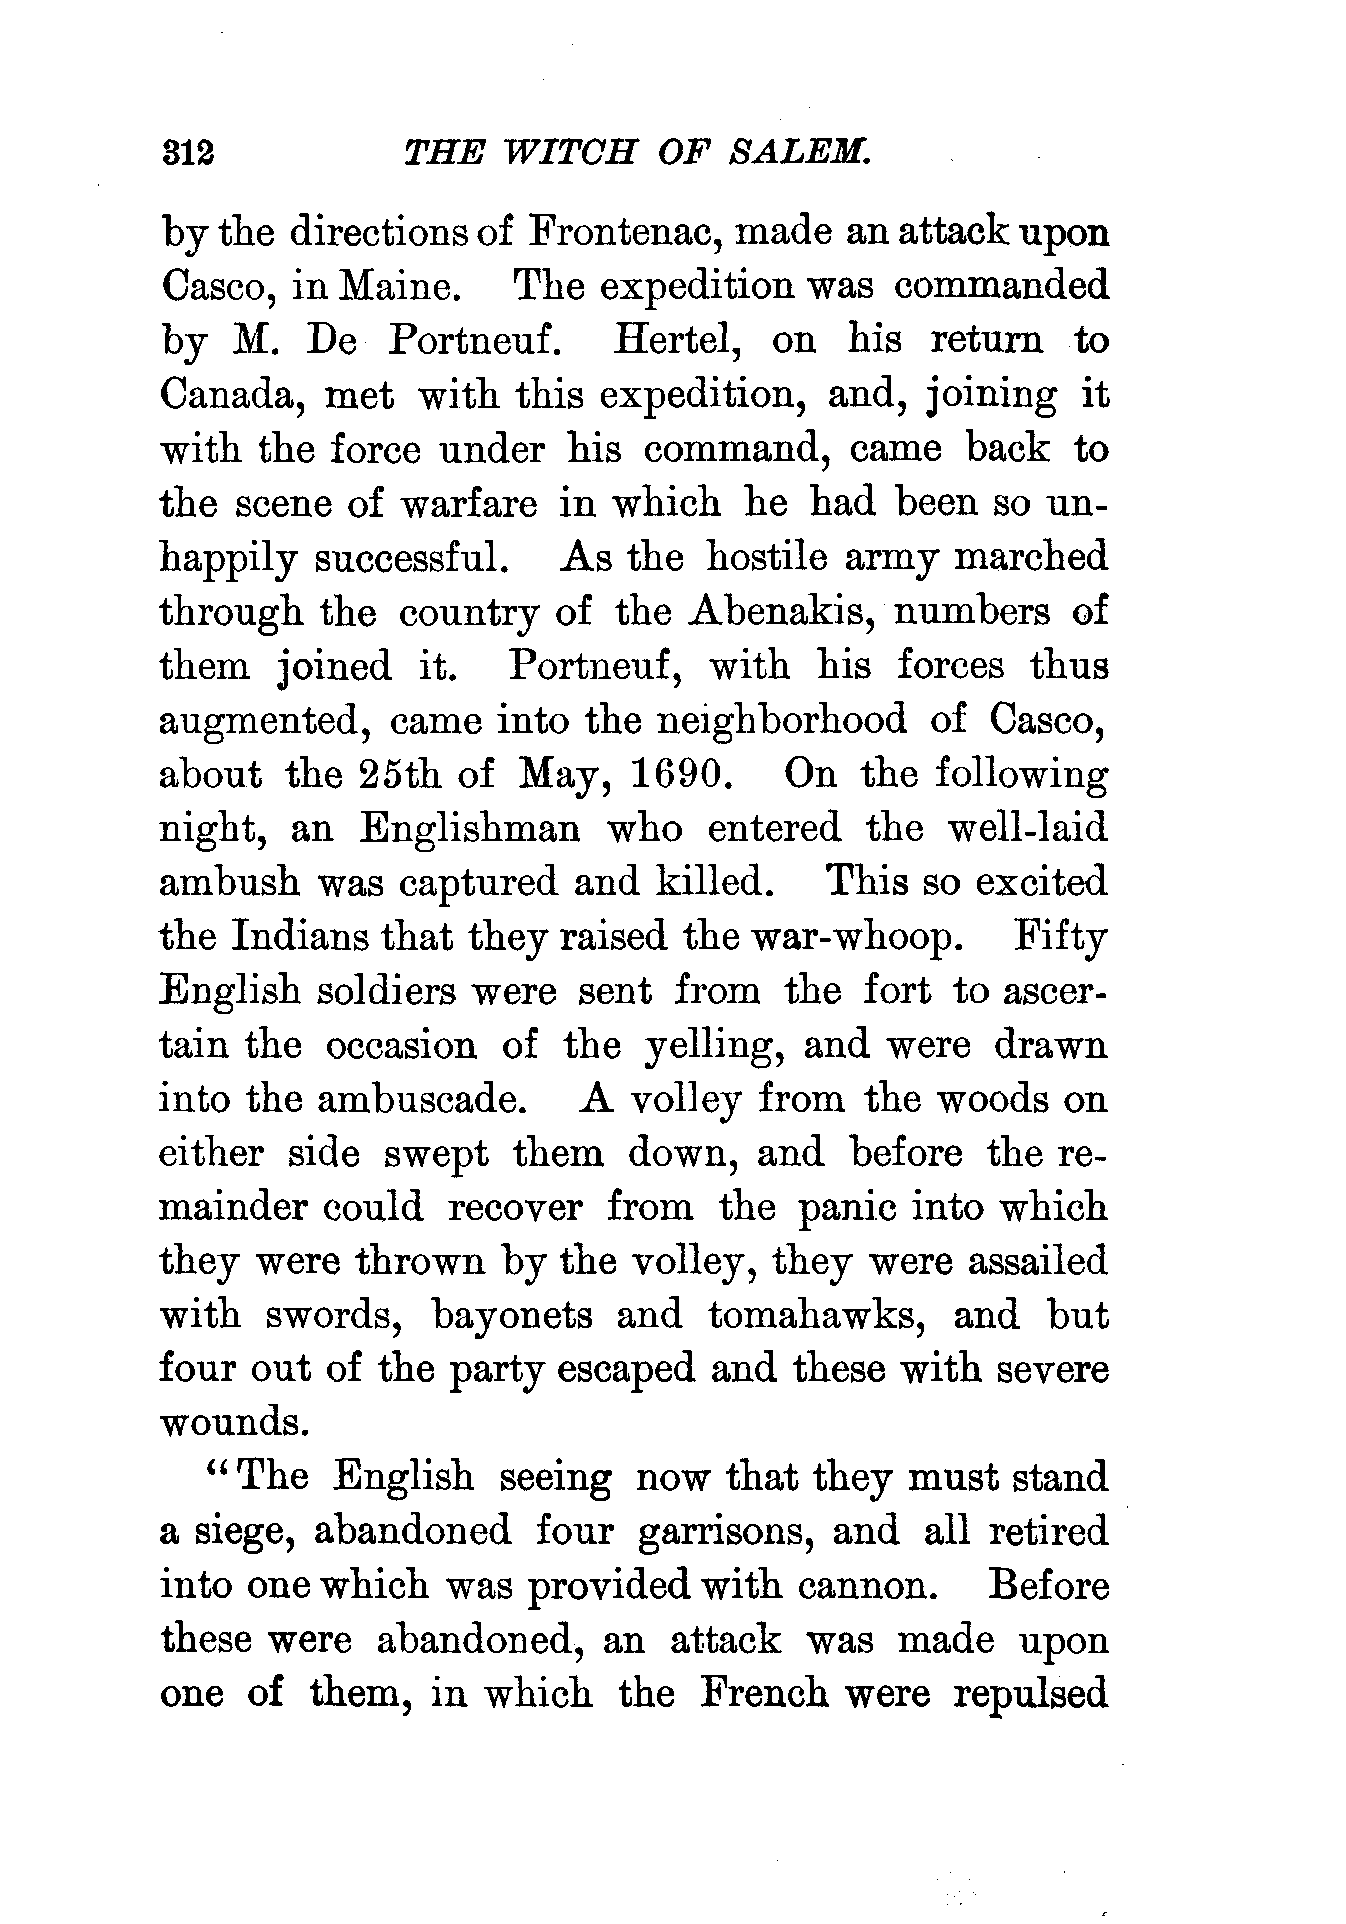 312 THE WITCH OF SALEM.
by the directions of Frontenac, made an attack upon
Casco, in Maine. The expedition was commanded
by M. De Portneuf. Hertel, on his return to
Canada, met with this expedition, and, joining it
with the force under his command, came back to
the scene of warfare in which he had been so un-
happily successful. As the hostile army marched
through the country of the Abenakis, numbers of
them joined it. Portneuf, with his forces thus
augmented, came into the neighborhood of Casco,
about the 25th of May, 1690. On the following
night, an Englishman who entered the well-laid
ambush was captured and killed. This so excited
the Indians that they raised the war-whoop. Fifty
English soldiers were sent from the fort to ascer-
tain the occasion of the yelling, and were drawn
into the ambuscade. A volley from the woods on
either side swept them down, and before the re-
mainder could recover from the panic into which
they were thrown by the volley, they were assailed
with swords, bayonets and tomahawks, and but
four out of the party escaped and these with severe
wounds.
"The English seeing now that they must stand
a siege, abandoned four garrisons, and all retired
into one which was provided with cannon. Before
these were abandoned, an attack was made upon
one of them, in which the French were repulsed